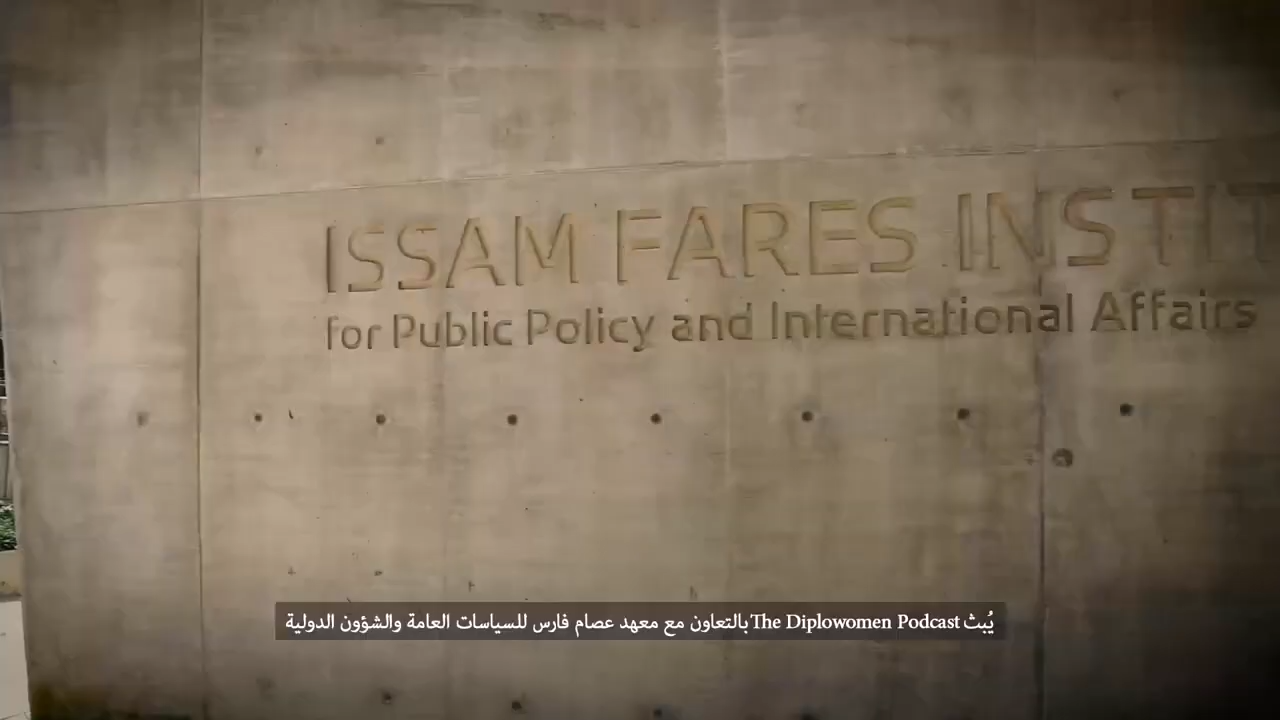 ISSAM FARES INSTIT
for Public Policy and International Affairs
يُبث The Diplowomen Podcast بالتعاون مع معهد عصام فارس للسياسات العامة والشؤون الدولية